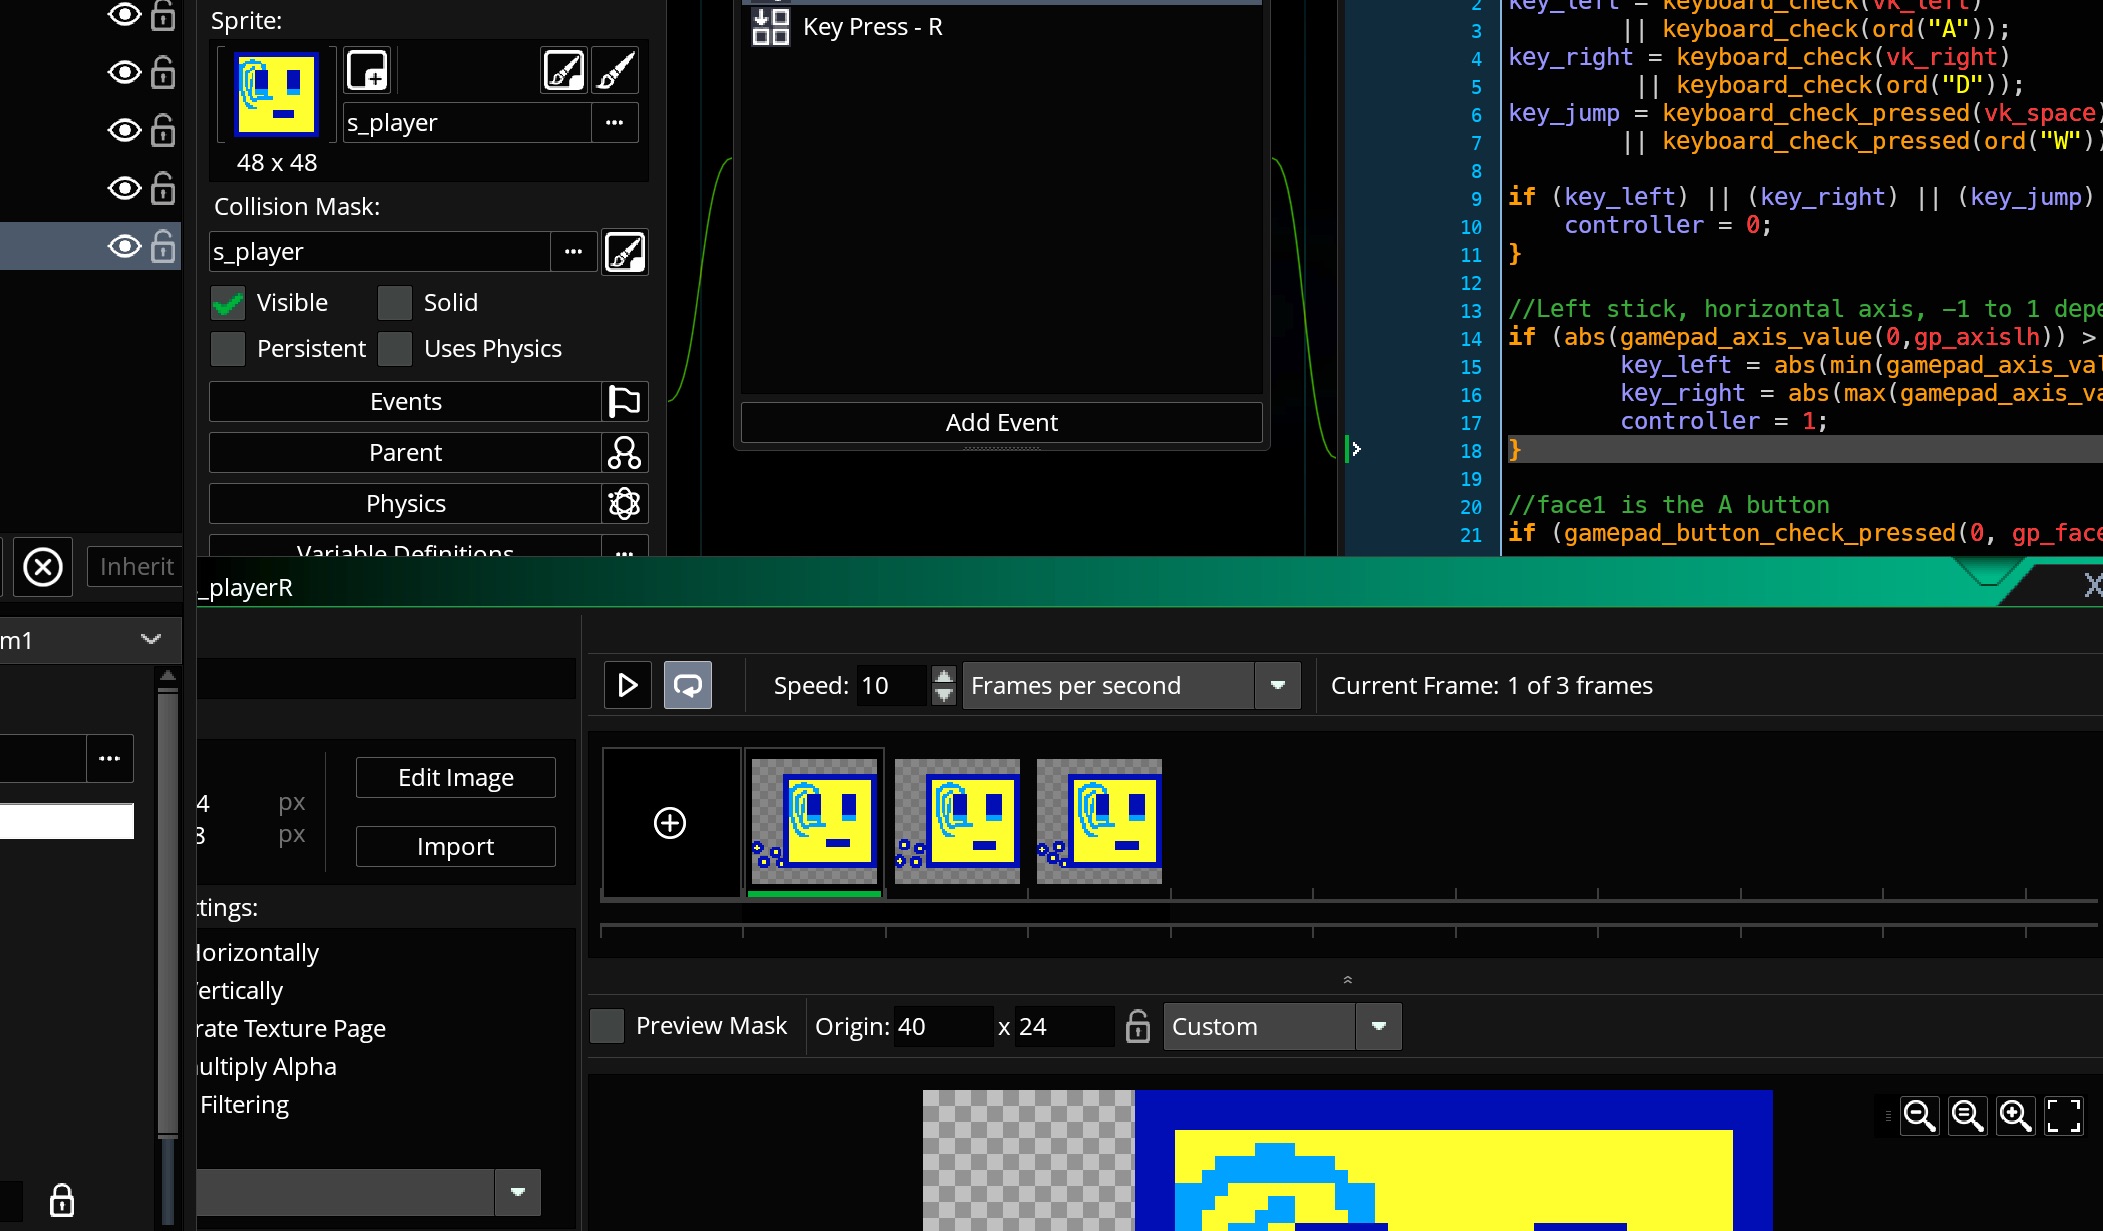 Sprite:
s_player
48 x 48
Collision Mask:
s_player
Visible
Solid
Persistent
Uses Physics
Events
Parent
Physics
Variable Definitions
Key Press - R
Add Event
2 key_left = keyboard_check(vk_left)
3 || keyboard_check(ord("A"));
4 key_right = keyboard_check(vk_right)
5 || keyboard_check(ord("D"));
6 key_jump = keyboard_check_pressed(vk_space)
7 || keyboard_check_pressed(ord("W"))
8
9 if (key_left) || (key_right) || (key_jump)
10 controller = 0;
11 }
12
13 //Left stick, horizontal axis, -1 to 1 depe
14 if (abs(gamepad_axis_value(0,gp_axislh)) >
15 key_left = abs(min(gamepad_axis_val
16 key_right = abs(max(gamepad_axis_va
17 controller = 1;
18 }
19
20 //face1 is the A button
21 if (gamepad_button_check_pressed(0, gp_face
Inherit
m1
_playerR
X
Speed: 10
Frames per second
Current Frame: 1 of 3 frames
4 px
8 px
Edit Image
Import
ttings:
Horizontally
Vertically
rate Texture Page
multiply Alpha
Filtering
Preview Mask
Origin: 40 x 24
Custom